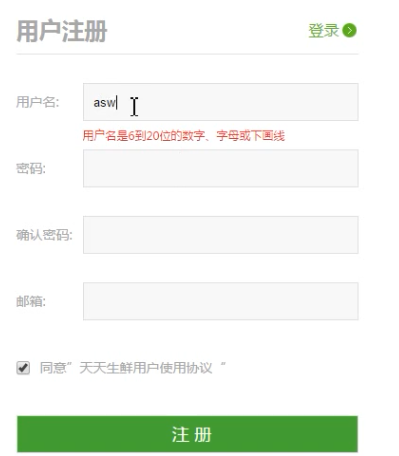 用户注册
登录
用户名: asw
用户名是6到20位的数字、字母或下画线
密码:
确认密码:
邮箱:
同意”天天生鲜用户使用协议“
注 册